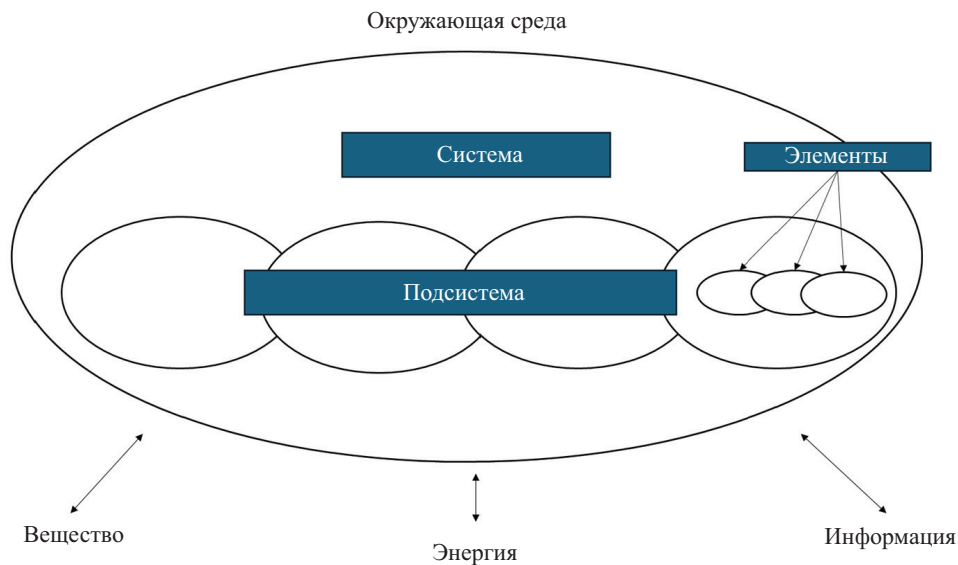 Окружающая среда
Система
Элементы
Подсистема
Вещество
Энергия
Информация